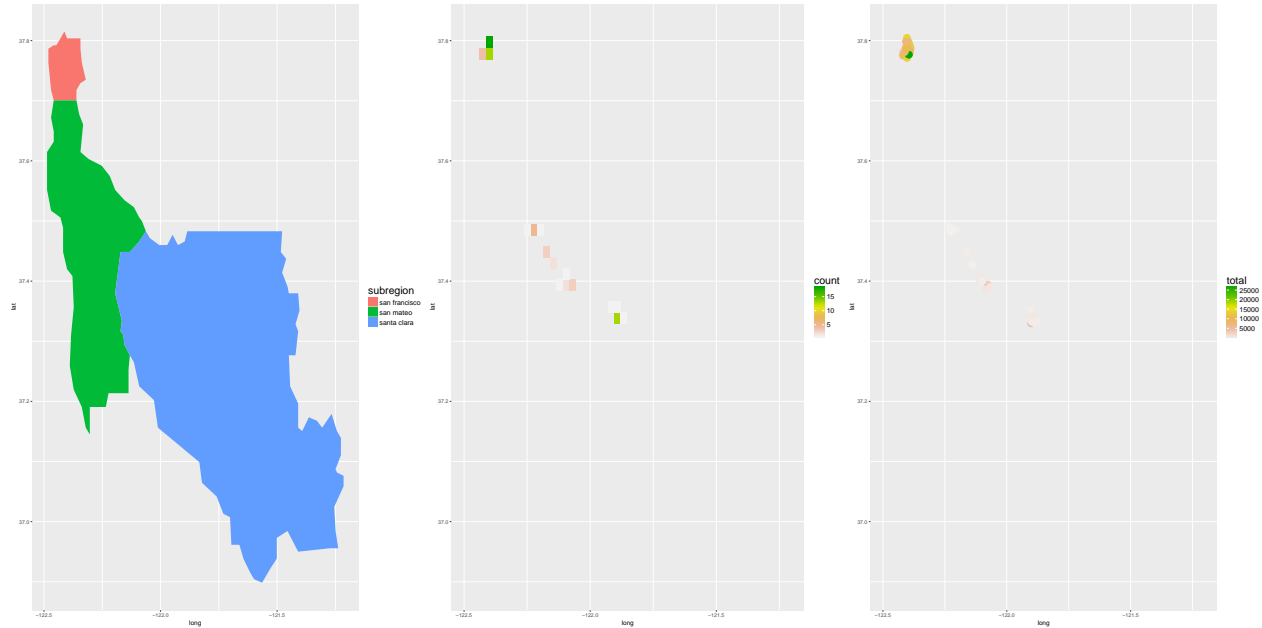 37.8
37.6
37.4
37.2
37.0
lat
−122.5
−122.0
−121.5
long
subregion
san francisco
san mateo
santa clara
37.8
37.6
37.4
37.2
37.0
lat
−122.5
−122.0
−121.5
long
count
15
10
5
37.8
37.6
37.4
37.2
37.0
lat
−122.5
−122.0
−121.5
long
total
25000
20000
15000
10000
5000